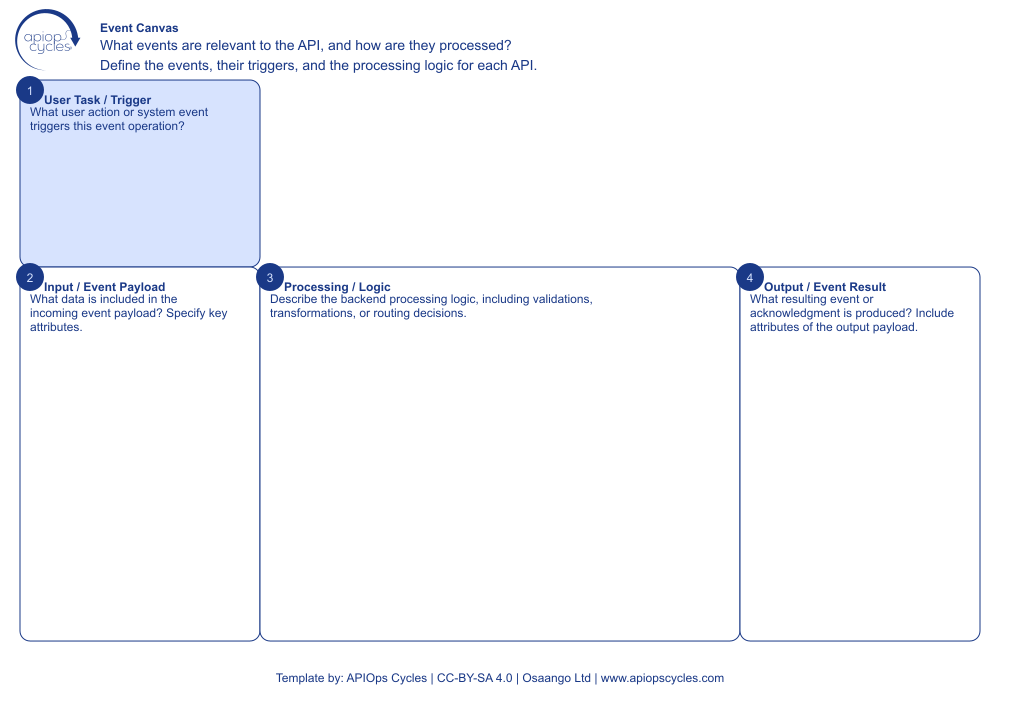 apiops
cycles
Event Canvas
What events are relevant to the API, and how are they processed?
Define the events, their triggers, and the processing logic for each API.
1
User Task / Trigger
What user action or system event
triggers this event operation?
2
Input / Event Payload
What data is included in the
incoming event payload? Specify key
attributes.
3
Processing / Logic
Describe the backend processing logic, including validations,
transformations, or routing decisions.
4
Output / Event Result
What resulting event or
acknowledgment is produced? Include
attributes of the output payload.
Template by: APIOps Cycles | CC-BY-SA 4.0 | Osaango Ltd | www.apiopscycles.com